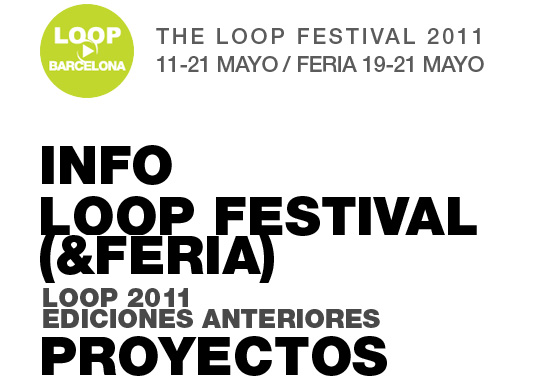 LOOP
BARCELONA
THE LOOP FESTIVAL 2011
11-21 MAYO / FERIA 19-21 MAYO
INFO
LOOP FESTIVAL
(&FERIA)
LOOP 2011
EDICIONES ANTERIORES
PROYECTOS